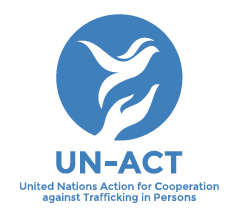 UN-ACT
United Nations Action for Cooperation
against Trafficking in Persons